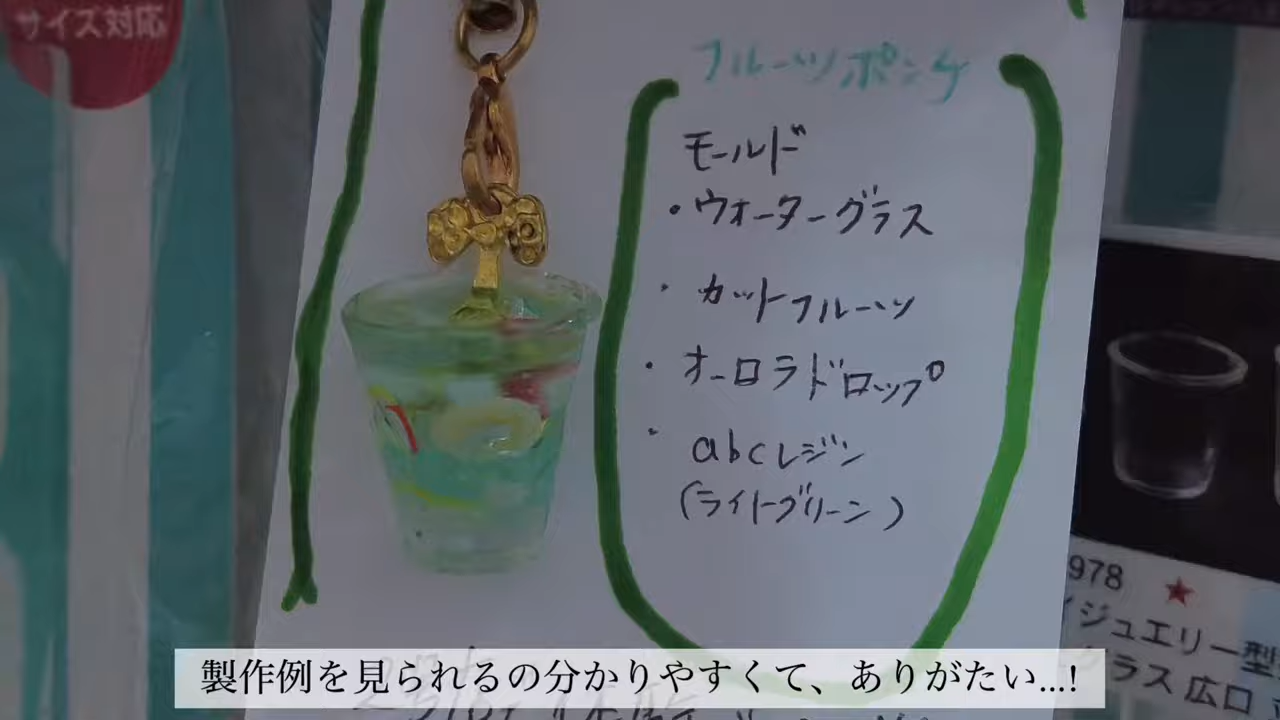 サイズ対応
フルーツポンチ
モールド
・ウォーターグラス
・カットフルーツ
・オーロラドロップ
・abcレジン
(ライトグリーン)
978 ★
ジュエリー型
ラス 広口
製作例を見られるの分かりやすくて、ありがたい...!